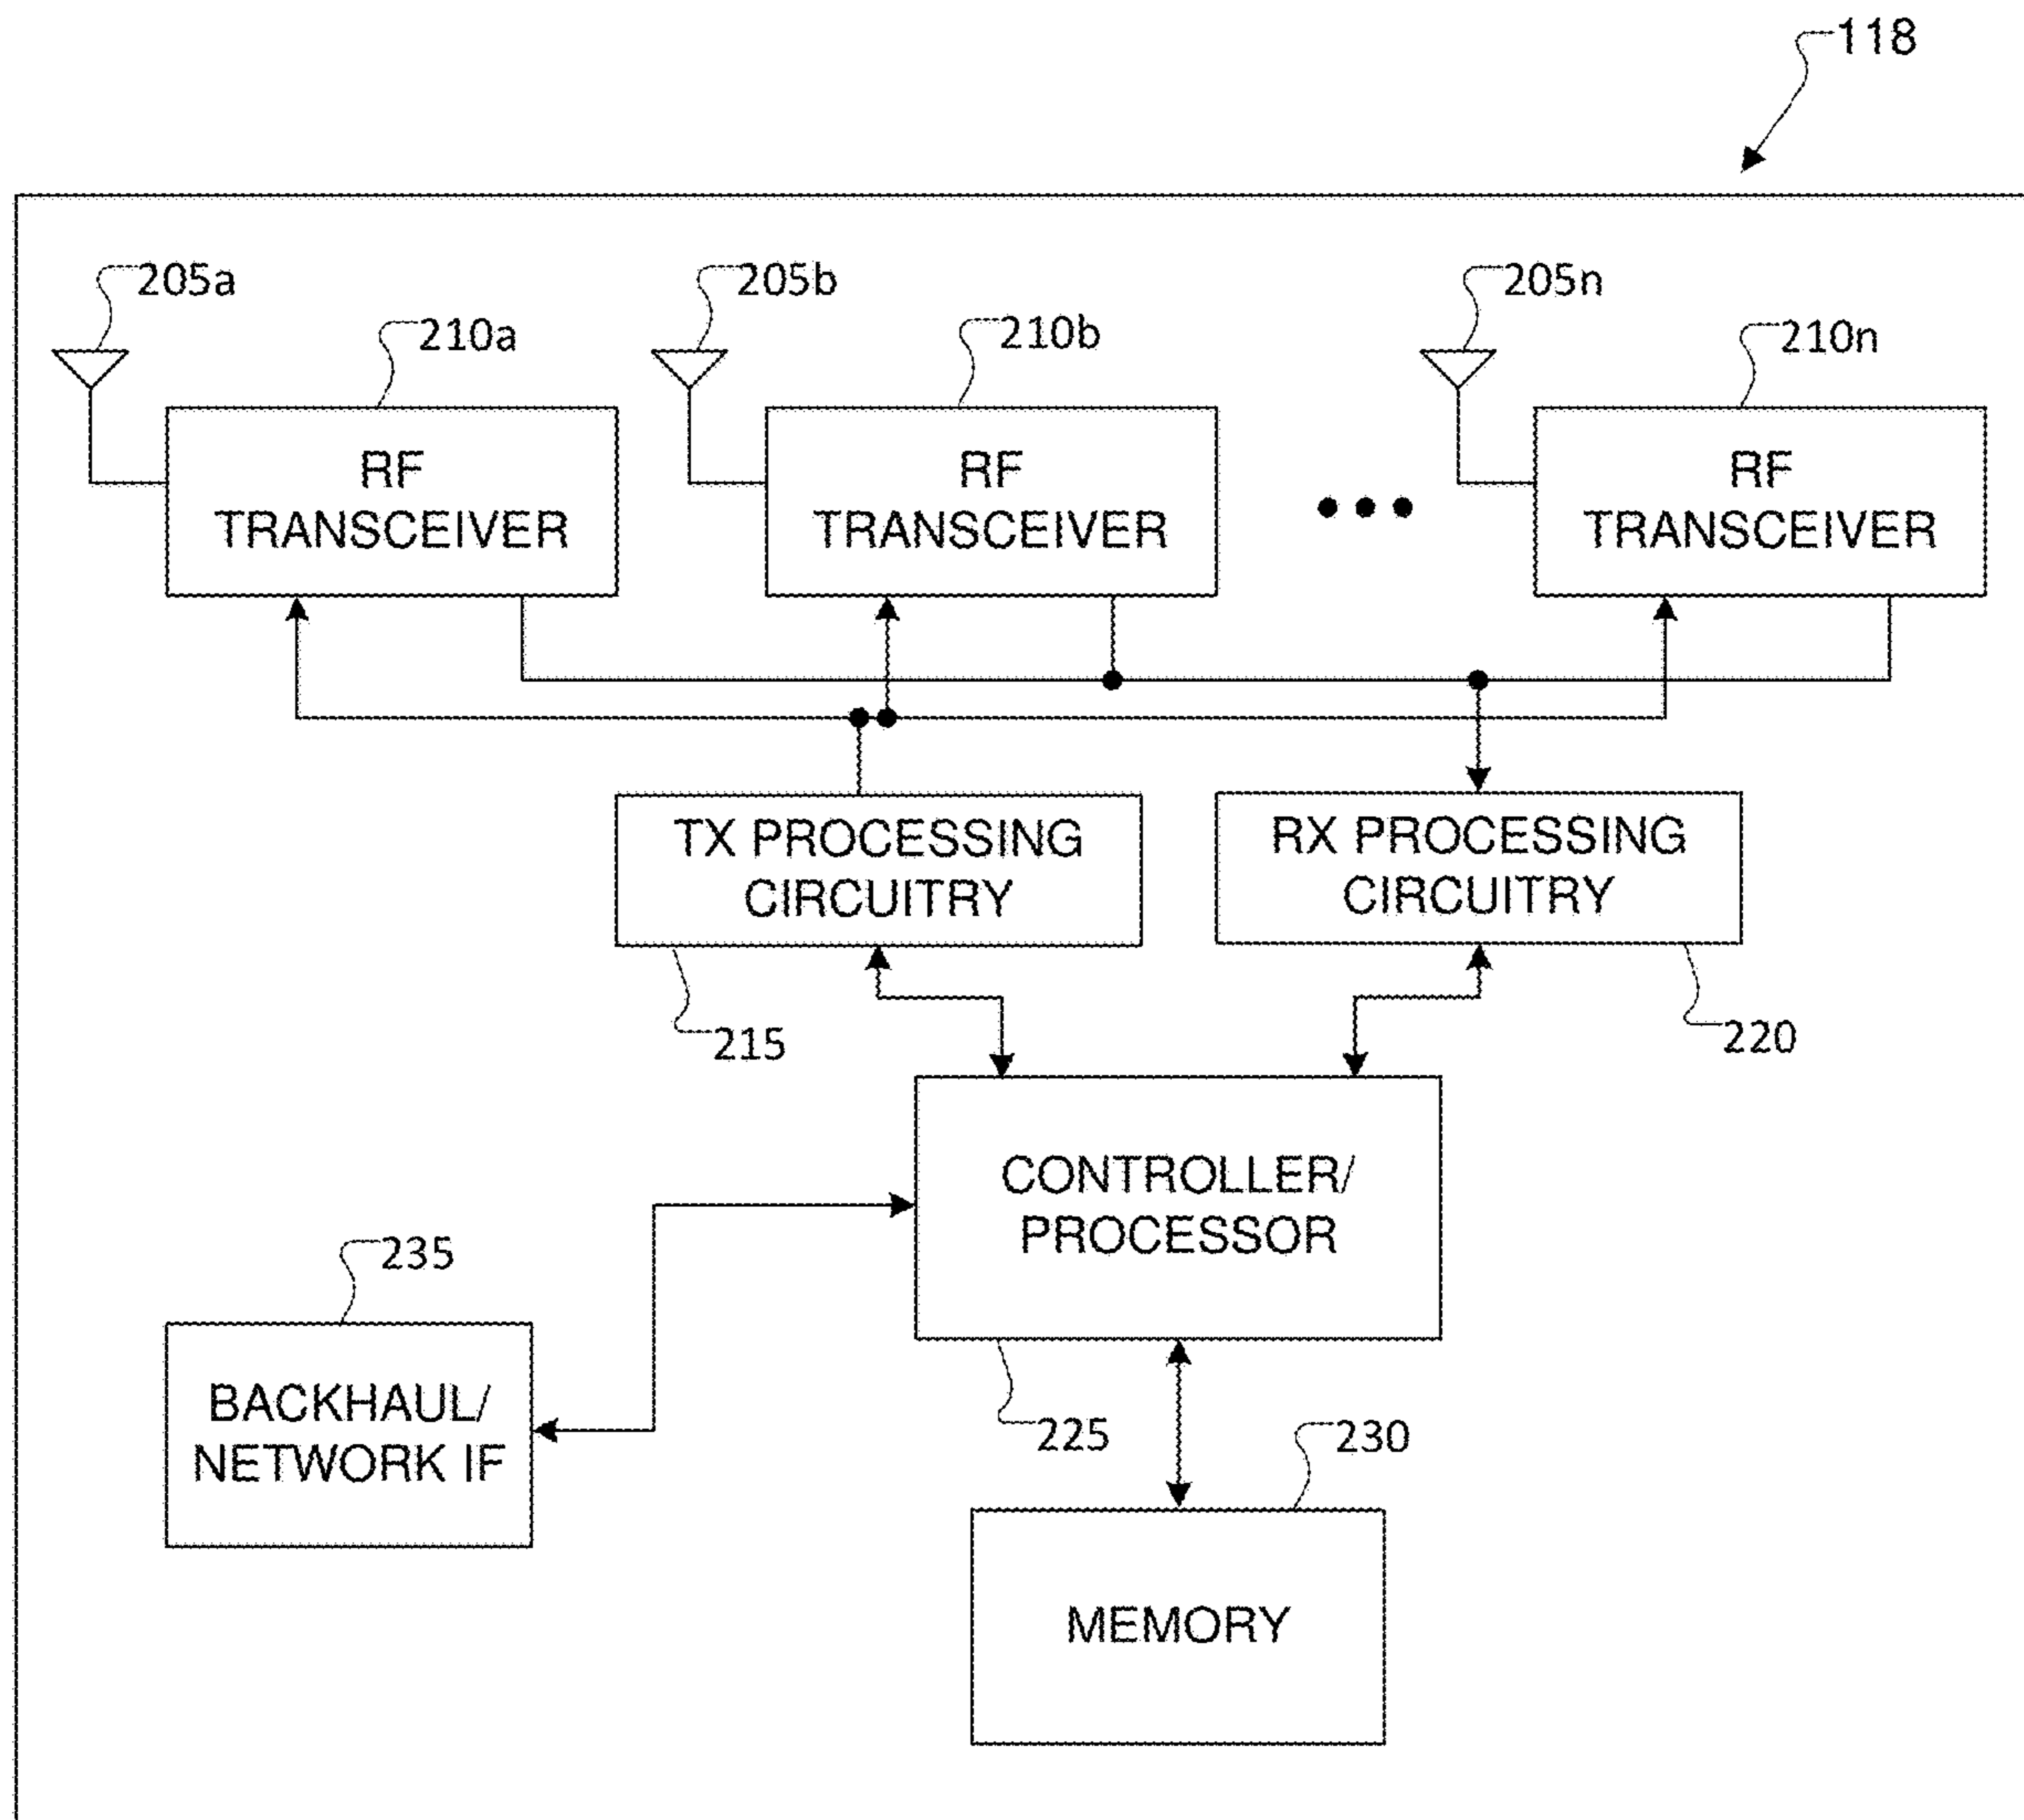 118
205a
205b
205n
210a
210b
210n
RF
TRANSCEIVER
RF
TRANSCEIVER
RF
TRANSCEIVER
TX PROCESSING
CIRCUITRY
RX PROCESSING
CIRCUITRY
215
220
CONTROLLER/
PROCESSOR
235
BACKHAUL/
NETWORK IF
225
230
MEMORY